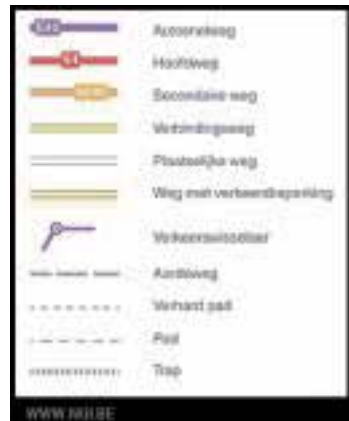 Autosnelweg
Hoofdweg
Secondaire weg
Verbindingsweg
Plaatselijke weg
Weg met verkeersbeperking
Verkeerswisselaar
Aardeweg
Verhard pad
Pad
Trap
WWW.NGI.BE